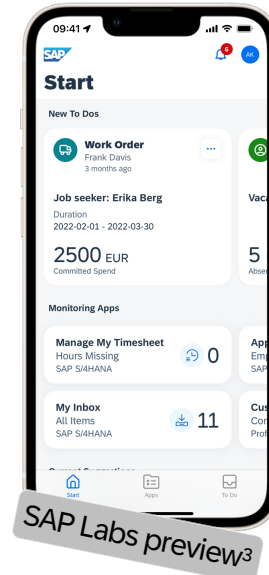 09:41
SAP
6
AK
Start
New To Dos
Work Order
Frank Davis
3 months ago
Job seeker: Erika Berg
Duration
2022-02-01 - 2022-03-30
2500 EUR
Committed Spend
Vaca
5
Absen
Monitoring Apps
Manage My Timesheet
Hours Missing
SAP S/4HANA
0
App
Emp
SAP
My Inbox
All Items
SAP S/4HANA
11
Cus
Con
Prof
Start
Apps
To Do
SAP Labs preview³